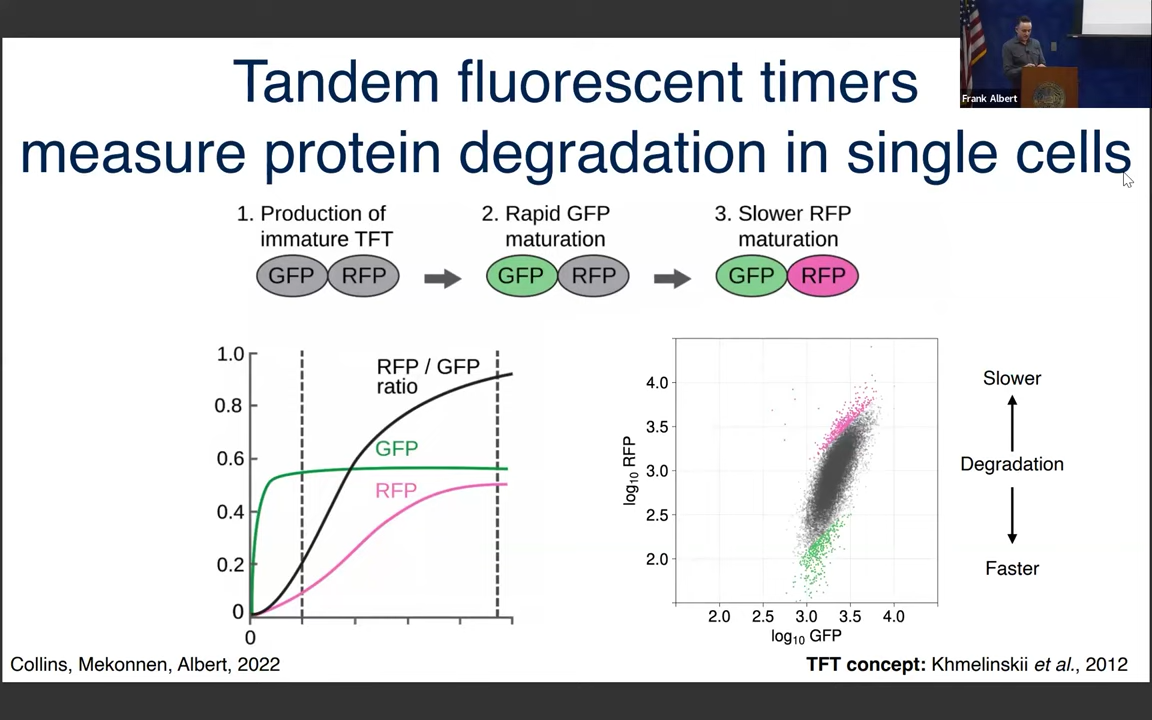 Tandem fluorescent timers
measure protein degradation in single cells
Frank Albert
1. Production of
immature TFT
2. Rapid GFP
maturation
3. Slower RFP
maturation
GFP RFP
GFP RFP
GFP RFP
1.0
0.8
0.6
0.4
0.2
0
0
RFP / GFP
ratio
GFP
RFP
log10 RFP
4.0
3.5
3.0
2.5
2.0
2.0 2.5 3.0 3.5 4.0
log10 GFP
Slower
Degradation
Faster
Collins, Mekonnen, Albert, 2022
TFT concept: Khmelinskii et al., 2012